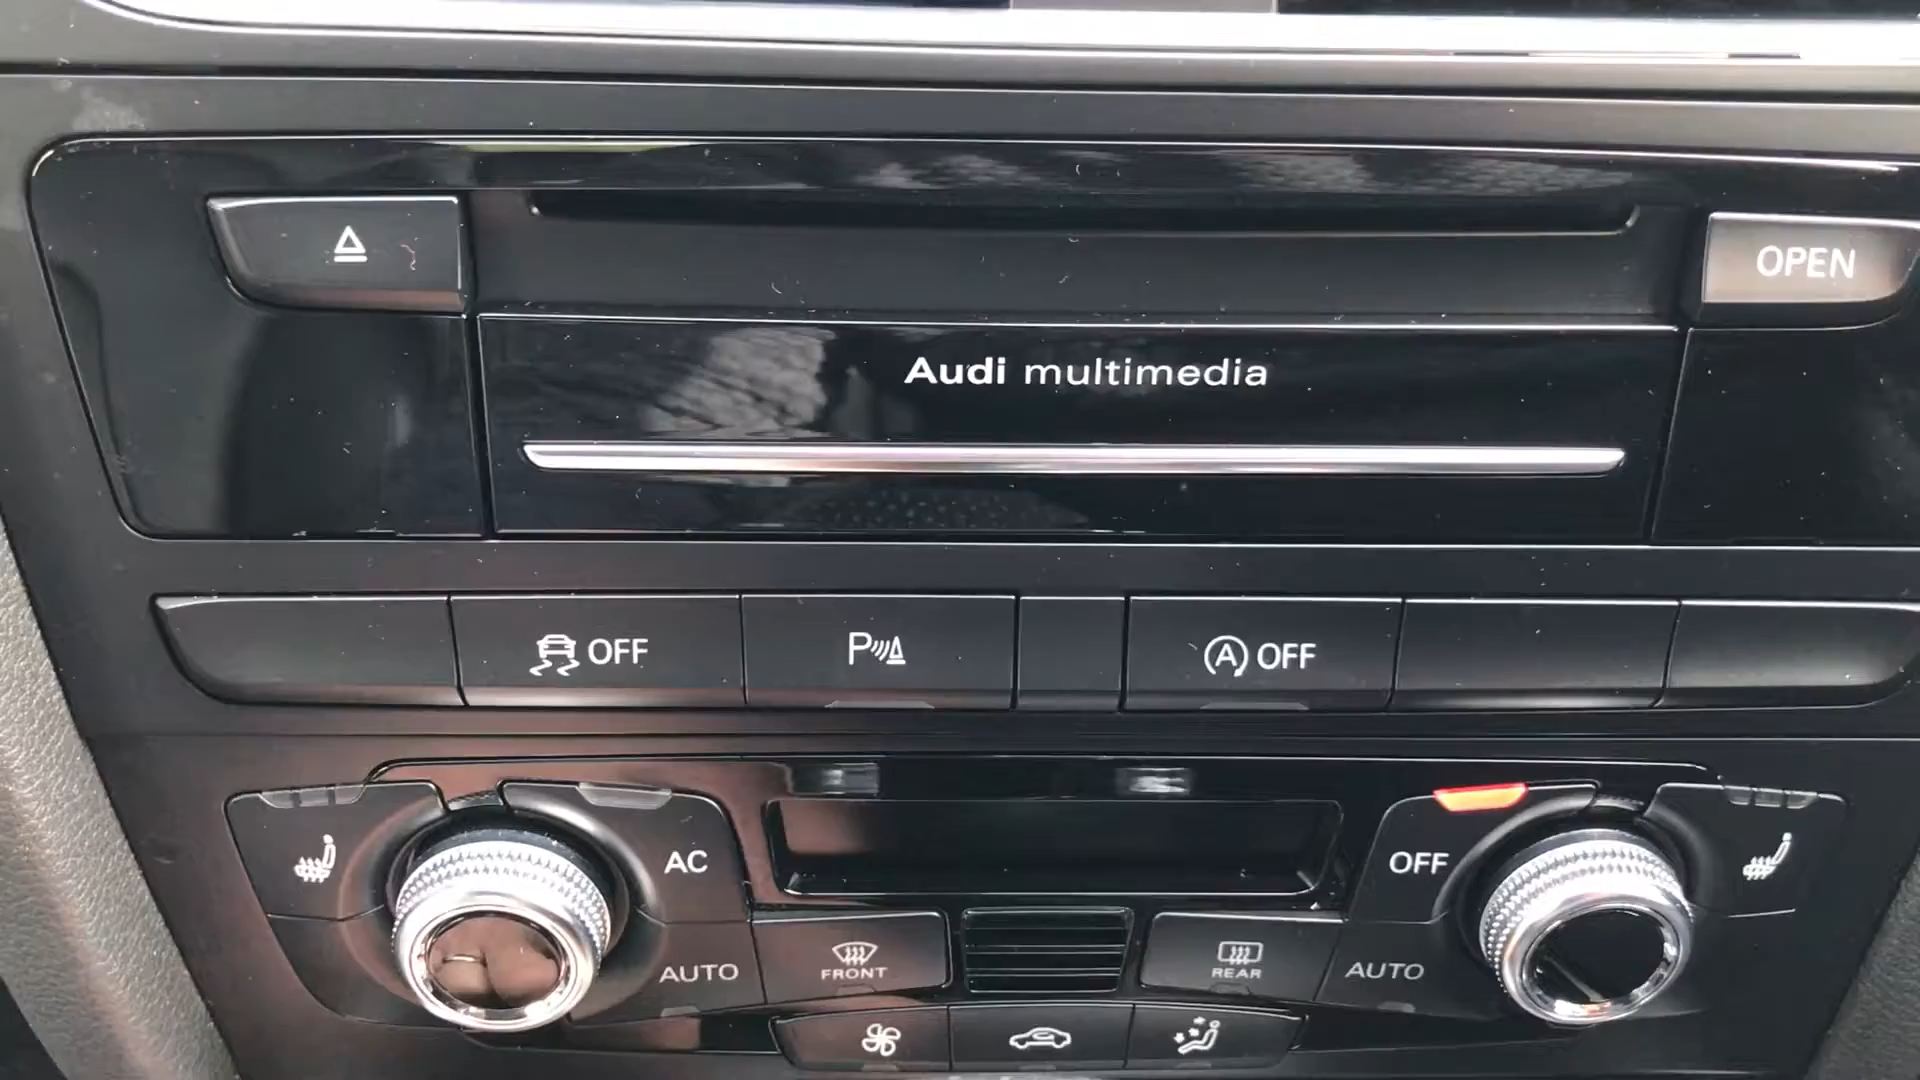 OPEN
Audi multimedia
OFF
P
A OFF
AC
OFF
AUTO
FRONT
REAR
AUTO